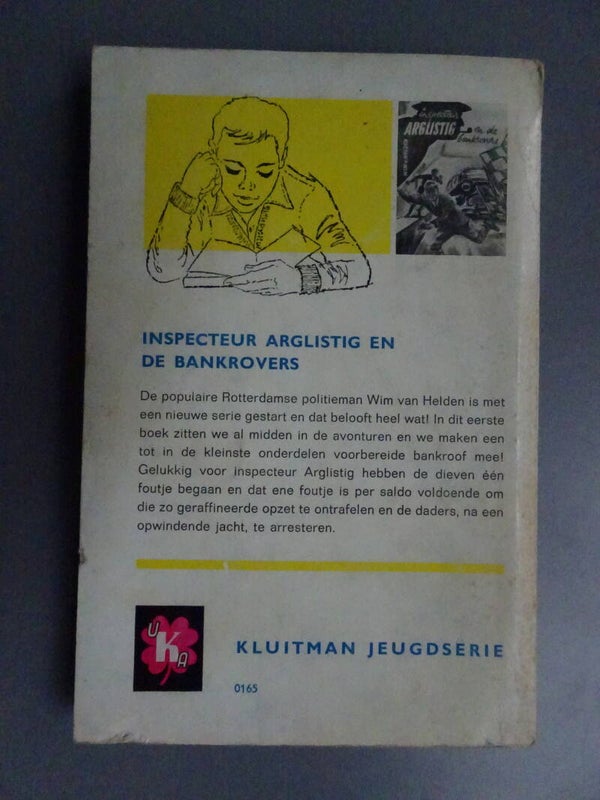 inspecteur
ARGLISTIG en de
bankrovers
INSPECTEUR ARGLISTIG EN
DE BANKROVERS
De populaire Rotterdamse politieman Wim van Helden is met
een nieuwe serie gestart en dat belooft heel wat! In dit eerste
boek zitten we al midden in de avonturen en we maken een
tot in de kleinste onderdelen voorbereide bankroof mee!
Gelukkig voor inspecteur Arglistig hebben de dieven één
foutje begaan en dat ene foutje is per saldo voldoende om
die zo geraffineerde opzet te ontrafelen en de daders, na een
opwindende jacht, te arresteren.
UKA
KLUITMAN JEUGDSERIE
0165